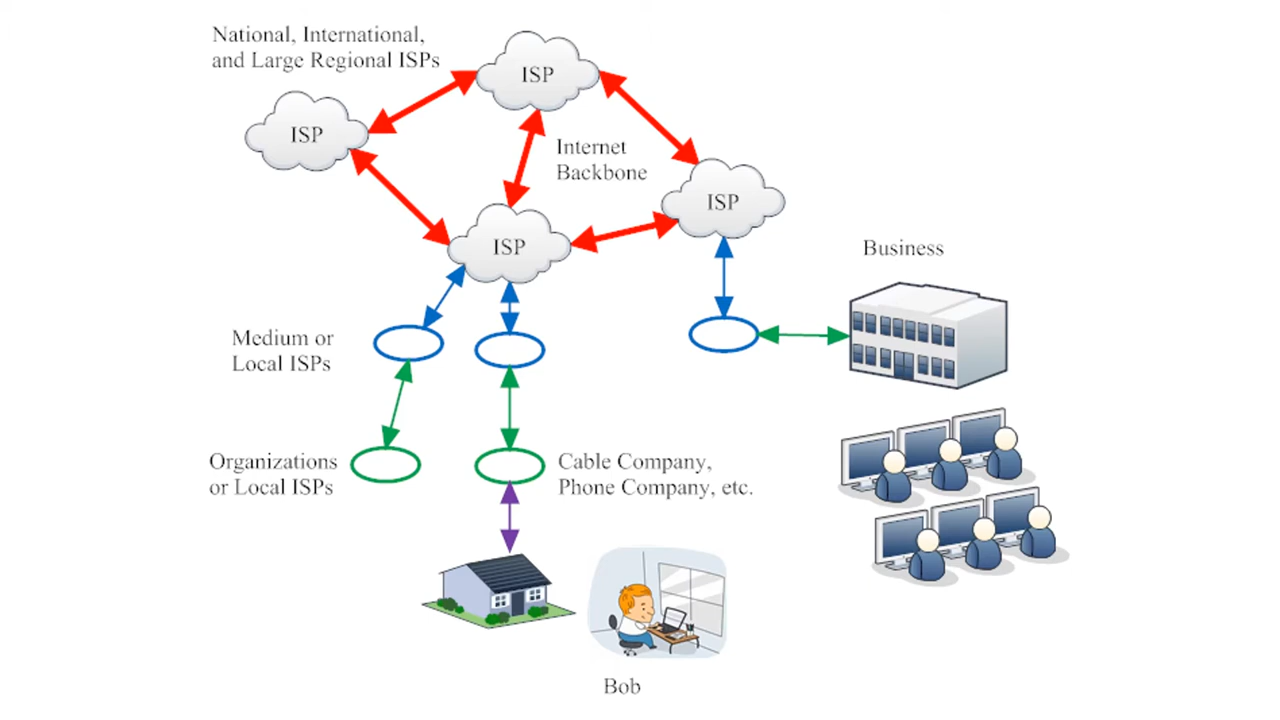 National, International,
and Large Regional ISPs
ISP
ISP
Internet
Backbone
ISP
ISP
Business
Medium or
Local ISPs
Organizations
or Local ISPs
Cable Company,
Phone Company, etc.
Bob